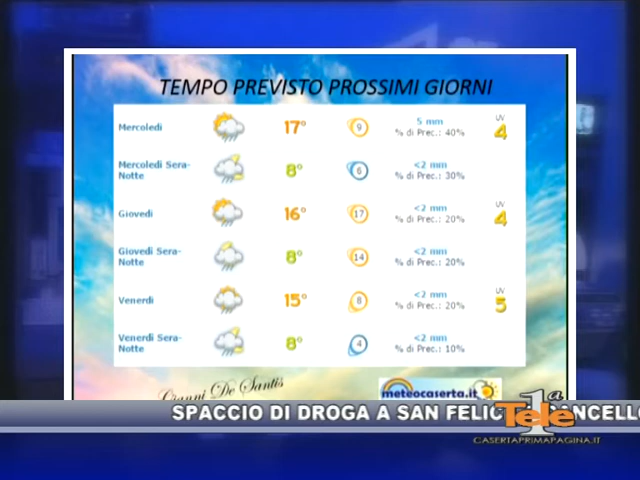 TEMPO PREVISTO PROSSIMI GIORNI
Mercoledì 17° 9 5 mm % di Prec.: 40% UV 4
Mercoledì Sera-Notte 8° 6 <2 mm % di Prec.: 30%
Giovedì 16° 17 <2 mm % di Prec.: 20% UV 4
Giovedì Sera-Notte 8° 14 <2 mm % di Prec.: 20%
Venerdì 15° 8 <2 mm % di Prec.: 20% UV 5
Venerdì Sera-Notte 8° 4 <2 mm % di Prec.: 10%
Gianni De Santis
meteocaserta.it
SPACCIO DI DROGA A SAN FELIC
1a Tele
CASERTAPRIMAPAGINA.IT